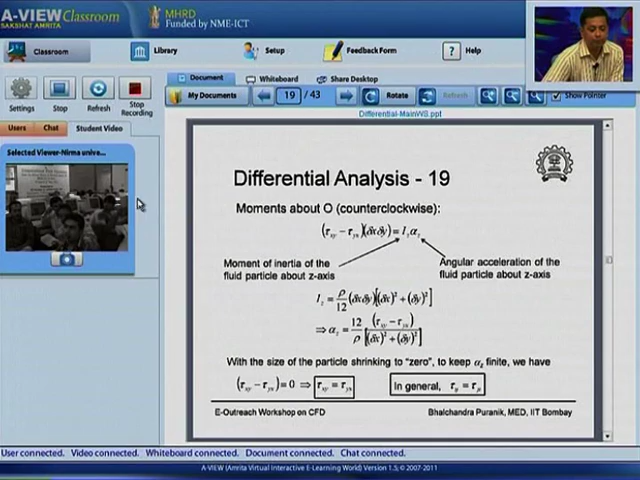 A-VIEW Classroom
SAKSHAT AMRITA
MHRD
Funded by NME-ICT
Classroom
Library
Setup
Feedback Form
? Help
Settings
Stop
Refresh
Stop Recording
Document
Whiteboard
Share Desktop
My Documents
19 / 43
Rotate
Refresh
Show Pointer
Users
Chat
Student Video
Differential-MainWS.ppt
Selected Viewer-Nirma unive...
Differential Analysis - 19
Moments about O (counterclockwise):
(τxy − τyx)(δxδy) = Izαz
Moment of inertia of the
fluid particle about z-axis
Angular acceleration of the
fluid particle about z-axis
Iz = ρ/12 (δxδy)[(δx)² + (δy)²]
⇒ αz = 12/ρ (τxy − τyx)/[(δx)² + (δy)²]
With the size of the particle shrinking to "zero", to keep αz finite, we have
(τxy − τyx) = 0 ⇒ τxy = τyx
In general, τij = τji
E-Outreach Workshop on CFD
Bhalchandra Puranik, MED, IIT Bombay
User connected. Video connected. Whiteboard connected. Document connected. Chat connected.
A-VIEW (Amrita Virtual Interactive E-Learning World) Version 1.5; © 2007-2011